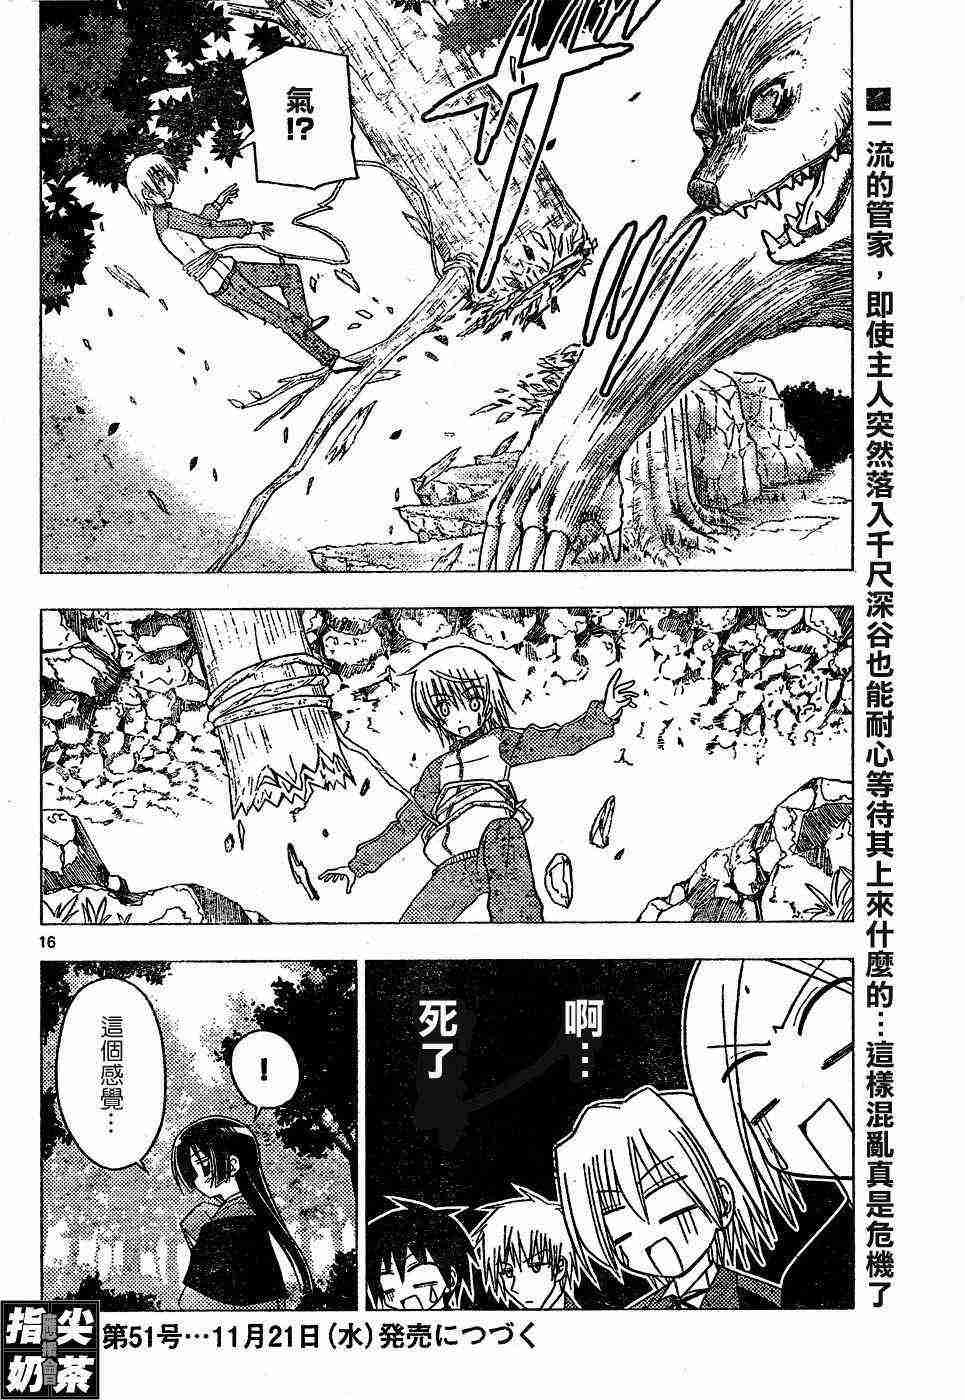 一流的管家，即使主人突然落入千尺深谷也能耐心等待其上來什麼的…這樣混亂真是危機了
氣!?
16
啊…
死了
!
這個感覺…
第51号…11月21日（水）発売につづく
指尖
奶茶
應援會